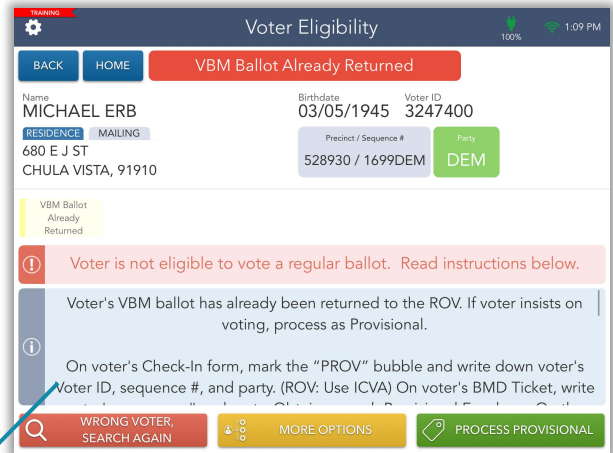 TRAINING
Voter Eligibility
100%
1:09 PM
BACK
HOME
VBM Ballot Already Returned
Name
MICHAEL ERB
Birthdate
03/05/1945
Voter ID
3247400
RESIDENCE
MAILING
680 E J ST
CHULA VISTA, 91910
Precinct / Sequence #
528930 / 1699DEM
Party
DEM
VBM Ballot
Already
Returned
Voter is not eligible to vote a regular ballot. Read instructions below.
Voter's VBM ballot has already been returned to the ROV. If voter insists on
voting, process as Provisional.
On voter's Check-In form, mark the "PROV" bubble and write down voter's
Voter ID, sequence #, and party. (ROV: Use ICVA) On voter's BMD Ticket, write
WRONG VOTER,
SEARCH AGAIN
MORE OPTIONS
PROCESS PROVISIONAL